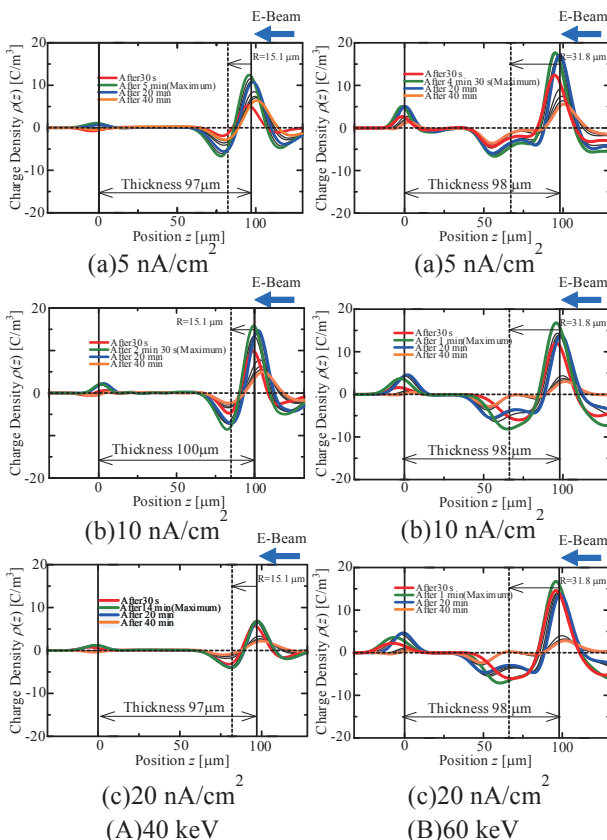 E-Beam
20
R=15.1 μm
After30 s
After 5 min(Maximum)
After 20 min
After 40 min
10
0
-10
-20
Charge Density ρ(z) [C/m³]
Thickness 97μm
0
50
100
Position z [μm]
(a)5 nA/cm²
E-Beam
20
R=31.8 μm
After30 s
After 4 min 30 s(Maximum)
After 20 min
After 40 min
10
0
-10
-20
Charge Density ρ(z) [C/m³]
Thickness 98 μm
0
50
100
Position z [μm]
(a)5 nA/cm²
E-Beam
20
R=15.1 μm
After30 s
After 2 min 30 s(Maximum)
After 20 min
After 40 min
10
0
-10
-20
Charge Density ρ(z) [C/m³]
Thickness 100μm
0
50
100
Position z [μm]
(b)10 nA/cm²
E-Beam
20
R=31.8 μm
After30 s
After 1 min(Maximum)
After 20 min
After 40 min
10
0
-10
-20
Charge Density ρ(z) [C/m³]
Thickness 98 μm
0
50
100
Position z [μm]
(b)10 nA/cm²
E-Beam
20
R=15.1 μm
After30 s
After14 min(Maximum)
After 20 min
After 40 min
10
0
-10
-20
Charge Density ρ(z) [C/m³]
Thickness 97μm
0
50
100
Position z [μm]
(c)20 nA/cm²
(A)40 keV
E-Beam
20
R=31.8 μm
After30 s
After 1 min(Maximum)
After 20 min
After 40 min
10
0
-10
-20
Charge Density ρ(z) [C/m³]
Thickness 98 μm
0
50
100
Position z [μm]
(c)20 nA/cm²
(B)60 keV